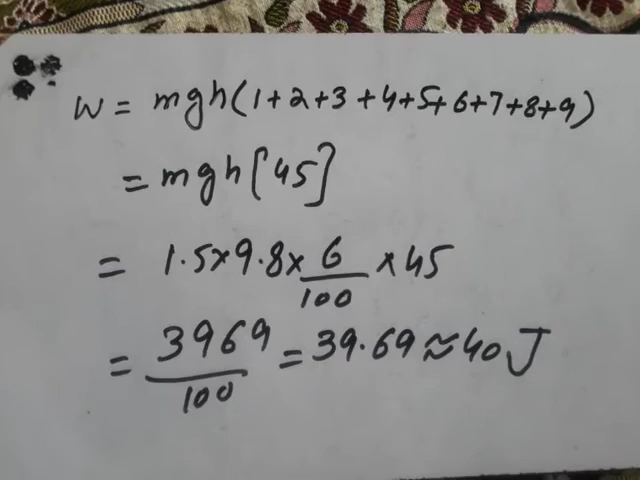 W = mgh(1+2+3+4+5+6+7+8+9)
= mgh[45]
= 1.5×9.8×6/100 ×45
= 3969/100 = 39.69 ≈ 40 J